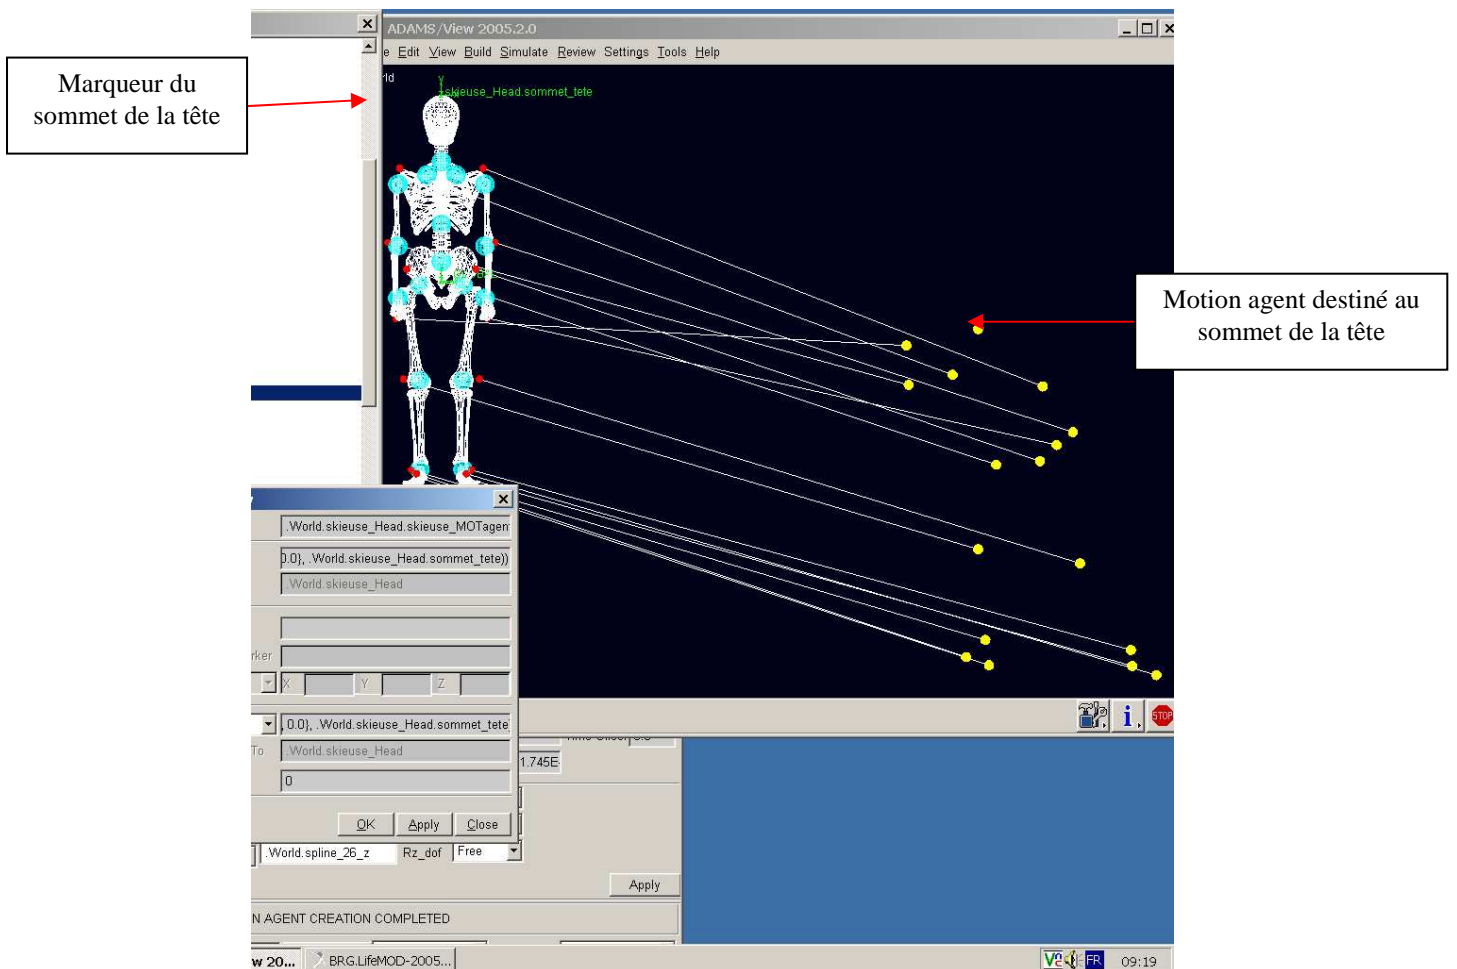 Marqueur du
sommet de la tête
ADAMS/View 2005.2.0
e Edit View Build Simulate Review Settings Tools Help
rld
Y
skieuse_Head.sommet_tete
Motion agent destiné au
sommet de la tête
.World.skieuse_Head.skieuse_MOTagen
0.0}, .World.skieuse_Head.sommet_tete))
.World.skieuse_Head
rker
X Y Z
, 0.0}, .World.skieuse_Head.sommet_tete
To .World.skieuse_Head
0
1.745E
OK Apply Close
.World.spline_26_z Rz_dof Free
Apply
N AGENT CREATION COMPLETED
i
STOP
w 20... BRG.LifeMOD-2005... FR 09:19